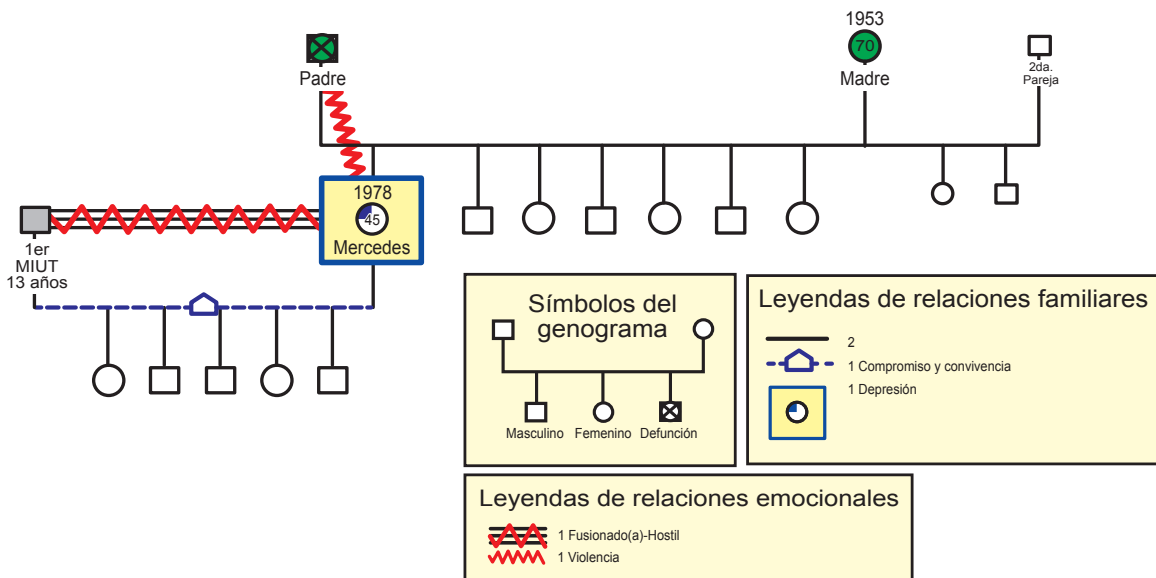 1953
70
Padre
Madre
2da.
Pareja
1978
45
Mercedes
1er
MIUT
13 años
Símbolos del
genograma
Masculino
Femenino
Defunción
Leyendas de relaciones familiares
2
1 Compromiso y convivencia
1 Depresión
Leyendas de relaciones emocionales
1 Fusionado(a)-Hostil
1 Violencia